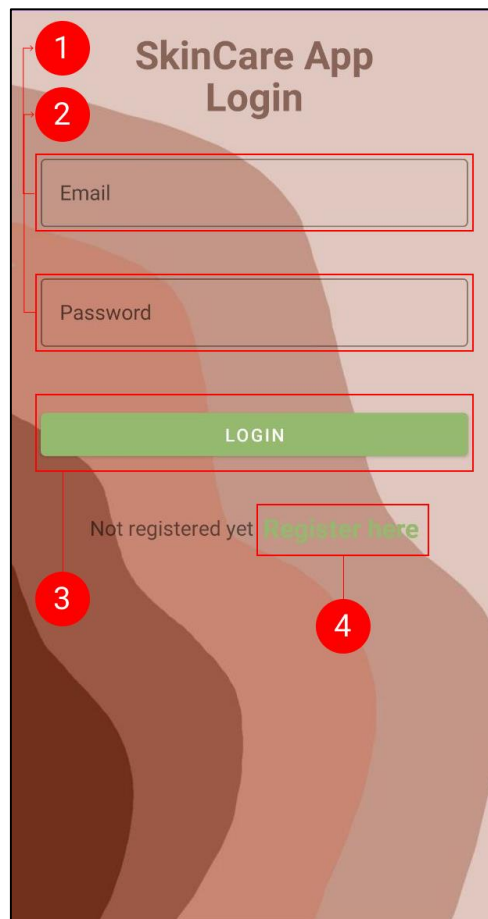 1
SkinCare App
Login
2
Email
Password
LOGIN
Not registered yet Register here
3
4